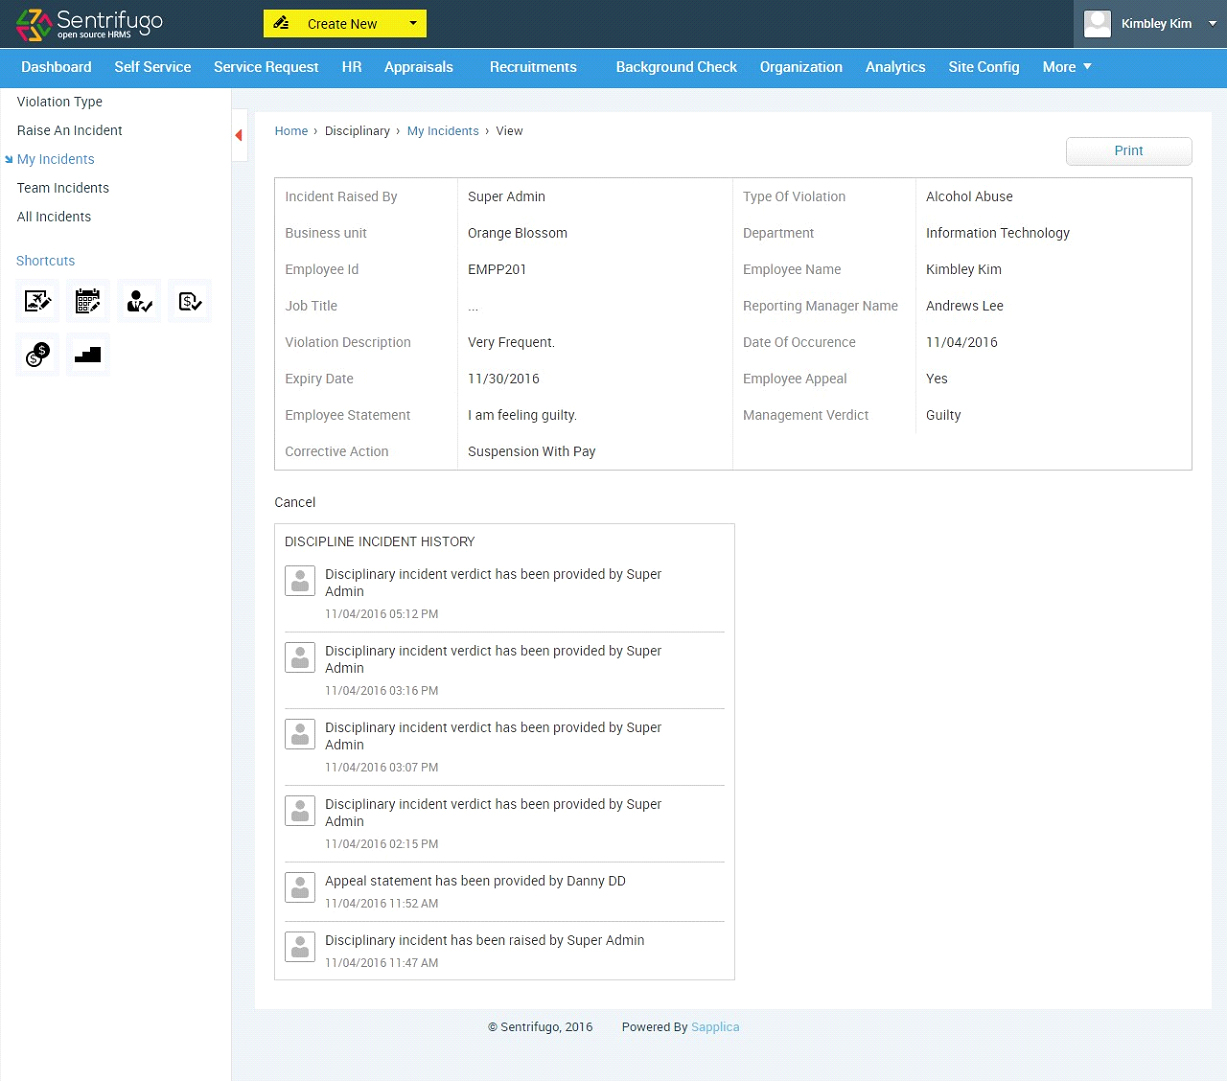 Sentrifugo
open source HRMS
Create New
Kimbley Kim
Dashboard Self Service Service Request HR Appraisals Recruitments Background Check Organization Analytics Site Config More
Violation Type
Raise An Incident
My Incidents
Team Incidents
All Incidents
Shortcuts
Home › Disciplinary › My Incidents › View
Print
Incident Raised By Super Admin Type Of Violation Alcohol Abuse
Business unit Orange Blossom Department Information Technology
Employee Id EMPP201 Employee Name Kimbley Kim
Job Title ... Reporting Manager Name Andrews Lee
Violation Description Very Frequent. Date Of Occurence 11/04/2016
Expiry Date 11/30/2016 Employee Appeal Yes
Employee Statement I am feeling guilty. Management Verdict Guilty
Corrective Action Suspension With Pay
Cancel
DISCIPLINE INCIDENT HISTORY
Disciplinary incident verdict has been provided by Super
Admin
11/04/2016 05:12 PM
Disciplinary incident verdict has been provided by Super
Admin
11/04/2016 03:16 PM
Disciplinary incident verdict has been provided by Super
Admin
11/04/2016 03:07 PM
Disciplinary incident verdict has been provided by Super
Admin
11/04/2016 02:15 PM
Appeal statement has been provided by Danny DD
11/04/2016 11:52 AM
Disciplinary incident has been raised by Super Admin
11/04/2016 11:47 AM
© Sentrifugo, 2016 Powered By Sapplica